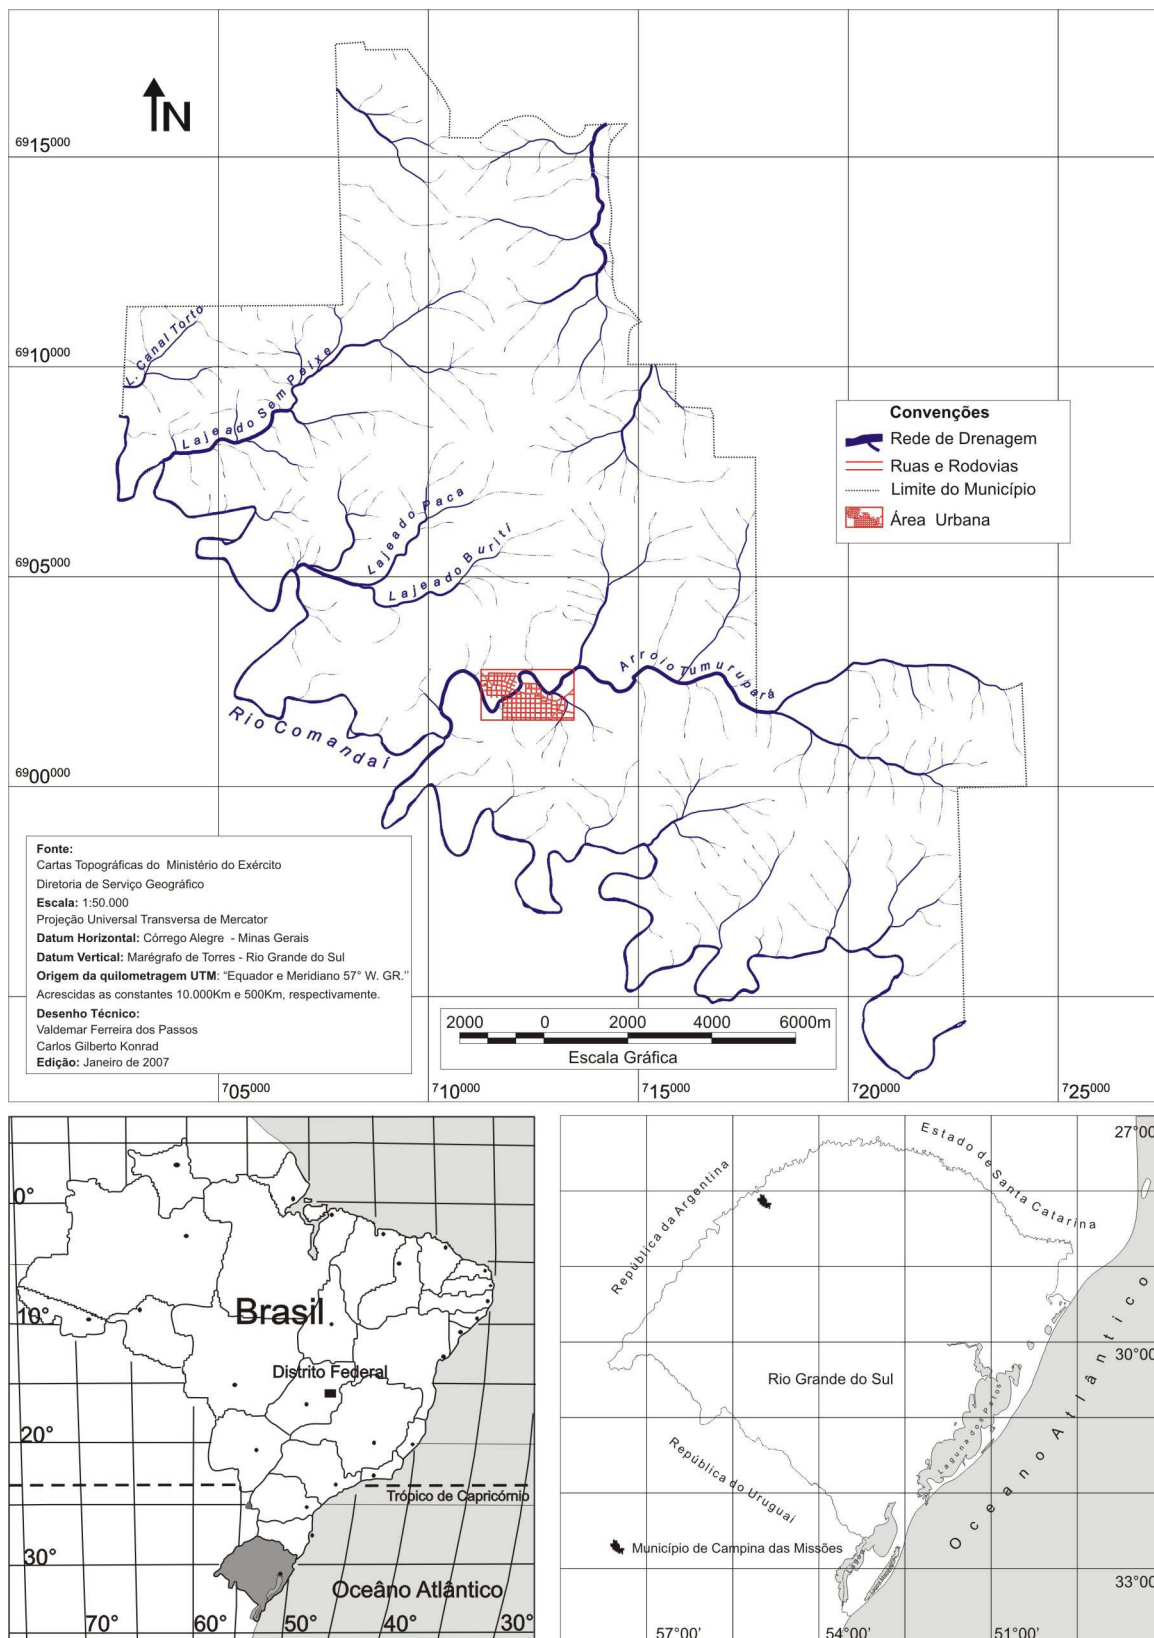 N
6915000
6910000
6905000
6900000
L. Canal Torto
Lajeado Sem Peixe
Lajeado Paca
Lajeado Buriti
Arroio Tumurupará
Rio Comandaí
Convenções
Rede de Drenagem
Ruas e Rodovias
Limite do Município
Área Urbana
Fonte:
Cartas Topográficas do Ministério do Exército
Diretoria de Serviço Geográfico
Escala: 1:50.000
Projeção Universal Transversa de Mercator
Datum Horizontal: Córrego Alegre - Minas Gerais
Datum Vertical: Marégrafo de Torres - Rio Grande do Sul
Origem da quilometragem UTM: “Equador e Meridiano 57° W. GR.”
Acrescidas as constantes 10.000Km e 500Km, respectivamente.
Desenho Técnico:
Valdemar Ferreira dos Passos
Carlos Gilberto Konrad
Edição: Janeiro de 2007
2000 0 2000 4000 6000m
Escala Gráfica
705000 710000 715000 720000 725000
0°
10°
20°
30°
Brasil
Distrito Federal
Trópico de Capricórnio
Oceâno Atlântico
70° 60° 50° 40° 30°
27°00'
30°00'
33°00'
Estado de Santa Catarina
República da Argentina
Rio Grande do Sul
Laguna dos Patos
República do Uruguai
Oceano Atlântico
Lagoa
Município de Campina das Missões
57°00' 54°00' 51°00'